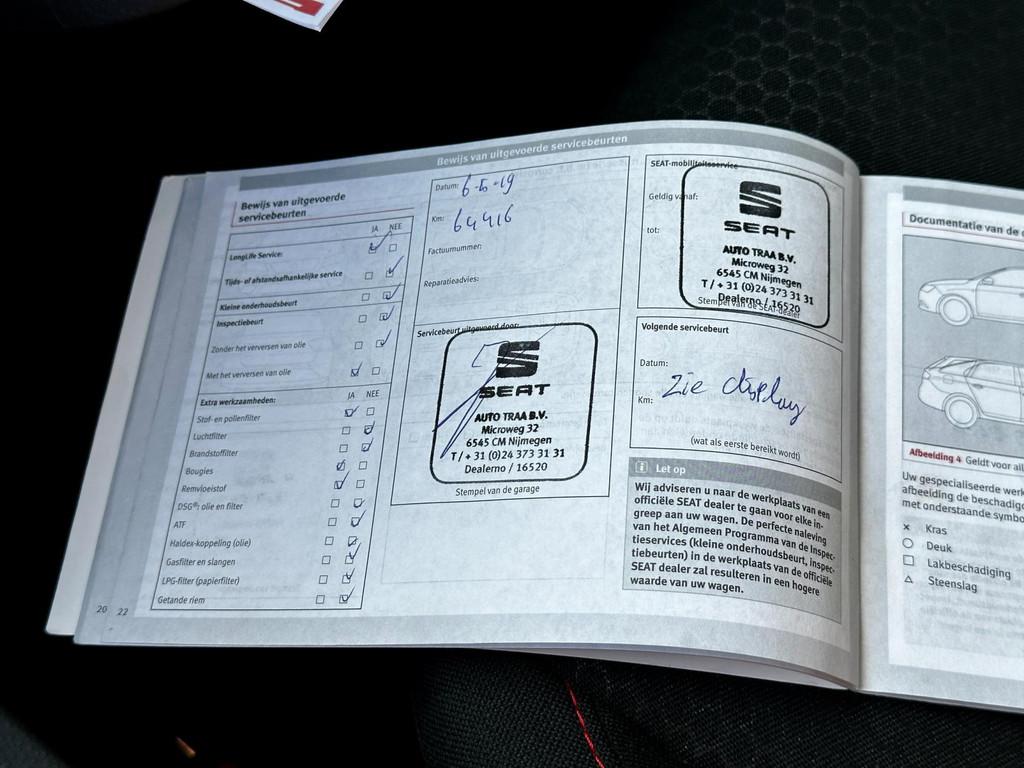 Bewijs van uitgevoerde servicebeurten
Bewijs van uitgevoerde
servicebeurten
JA NEE
LongLife Service:
Tijds- of afstandsafhankelijke service
Kleine onderhoudsbeurt
Inspectiebeurt
Zonder het verversen van olie
Met het verversen van olie
Extra werkzaamheden: JA NEE
Stof- en pollenfilter
Luchtfilter
Brandstoffilter
Bougies
Remvloeistof
DSG®: olie en filter
ATF
Haldex-koppeling (olie)
Gasfilter en slangen
LPG-filter (papierfilter)
Getande riem
20 22
Datum: 6-5-19
Km: 64416
Factuurnummer:
Reparatieadvies:
Servicebeurt uitgevoerd door:
SEAT
AUTO TRAA B.V.
Microweg 32
6545 CM Nijmegen
T / + 31 (0)24 373 31 31
Dealerno / 16520
Stempel van de garage
SEAT-mobiliteitsservice
Geldig vanaf:
tot:
SEAT
AUTO TRAA B.V.
Microweg 32
6545 CM Nijmegen
T / + 31 (0)24 373 31 31
Dealerno / 16520
Stempel van de SEAT-dealer
Volgende servicebeurt
Datum:
Km: Zie display
(wat als eerste bereikt wordt)
i Let op
Wij adviseren u naar de werkplaats van een
officiële SEAT dealer te gaan voor elke in-
greep aan uw wagen. De perfecte naleving
van het Algemeen Programma van de Inspec-
tieservices (kleine onderhoudsbeurt, inspec-
tiebeurten) in de werkplaats van de officiële
SEAT dealer zal resulteren in een hogere
waarde van uw wagen.
Documentatie van de
Afbeelding 4 Geldt voor all
Uw gespecialiseerde werk
afbeelding de beschadig
met onderstaande symbo
× Kras
○ Deuk
□ Lakbeschadiging
△ Steenslag